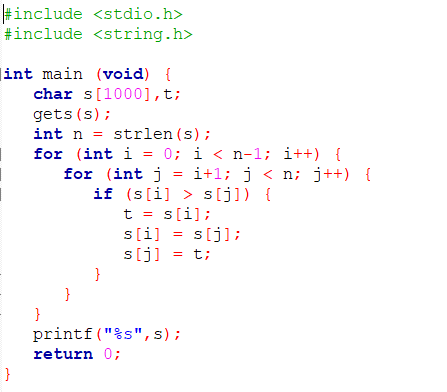 #include <stdio.h>
#include <string.h>

int main (void) {
   char s[1000],t;
   gets(s);
   int n = strlen(s);
   for (int i = 0; i < n-1; i++) {
      for (int j = i+1; j < n; j++) {
         if (s[i] > s[j]) {
            t = s[i];
            s[i] = s[j];
            s[j] = t;
         }
      }
   }
   printf("%s",s);
   return 0;
}